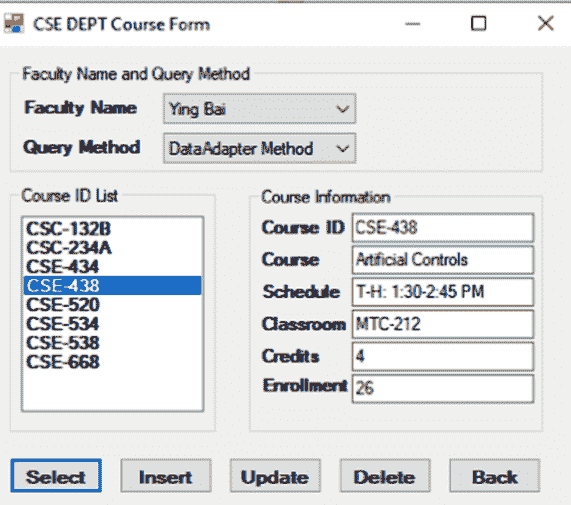 CSE DEPT Course Form
Faculty Name and Query Method
Faculty Name Ying Bai
Query Method DataAdapter Method
Course ID List
CSC-132B
CSC-234A
CSE-434
CSE-438
CSE-520
CSE-534
CSE-538
CSE-668
Course Information
Course ID CSE-438
Course Artificial Controls
Schedule T-H: 1:30-2:45 PM
Classroom MTC-212
Credits 4
Enrollment 26
Select Insert Update Delete Back